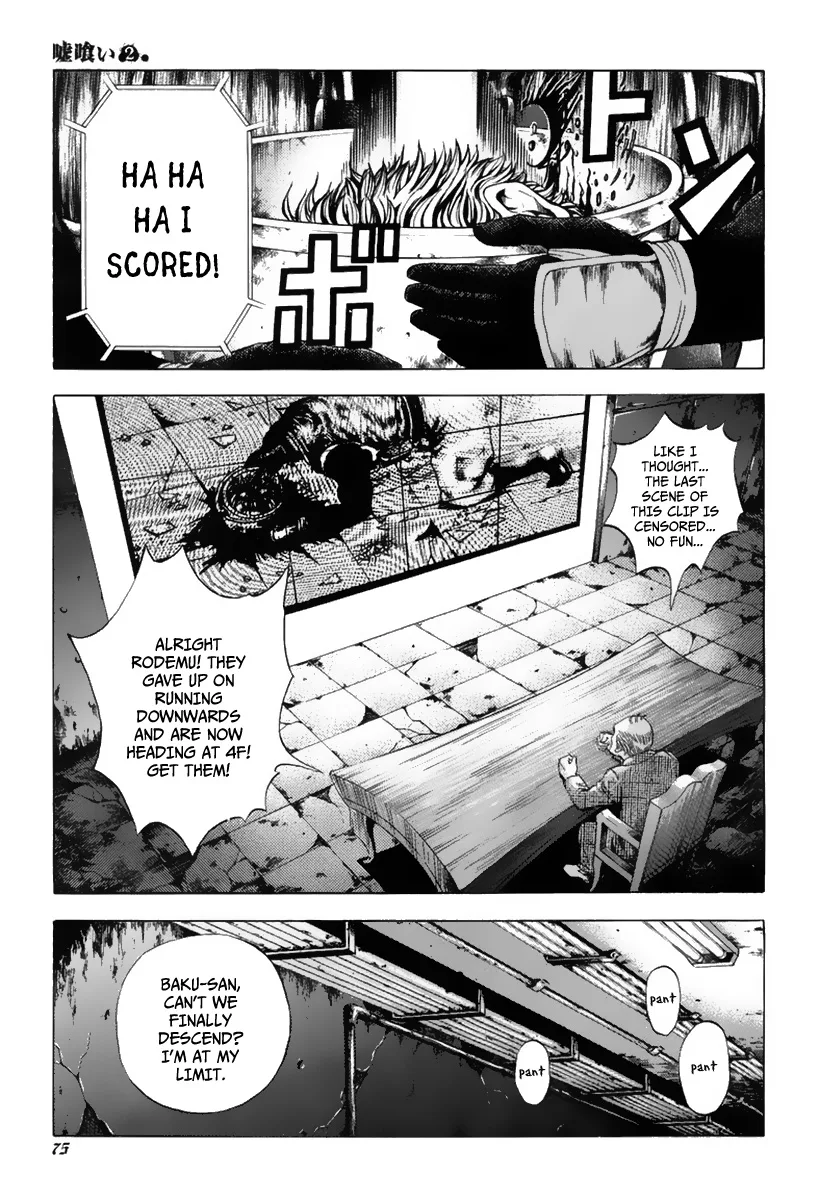 嘘喰い2.
HA HA
HA I
SCORED!
ドン
ボ
LIKE I
THOUGHT...
THE LAST
SCENE OF
THIS CLIP IS
CENSORED...
NO FUN...
ALRIGHT
RODEMU! THEY
GAVE UP ON
RUNNING
DOWNWARDS
AND ARE NOW
HEADING AT 4F!
GET THEM!
BAKU-SAN,
CAN'T WE
FINALLY
DESCEND?
I'M AT MY
LIMIT.
pant
pant
pant
75